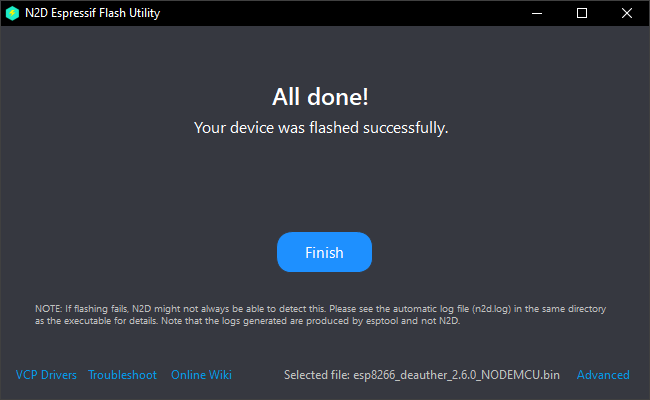 N2D Espressif Flash Utility
All done!
Your device was flashed successfully.
Finish
NOTE: If flashing fails, N2D might not always be able to detect this. Please see the automatic log file (n2d.log) in the same directory
as the executable for details. Note that the logs generated are produced by esptool and not N2D.
VCP Drivers Troubleshoot Online Wiki Selected file: esp8266_deauther_2.6.0_NODEMCU.bin Advanced